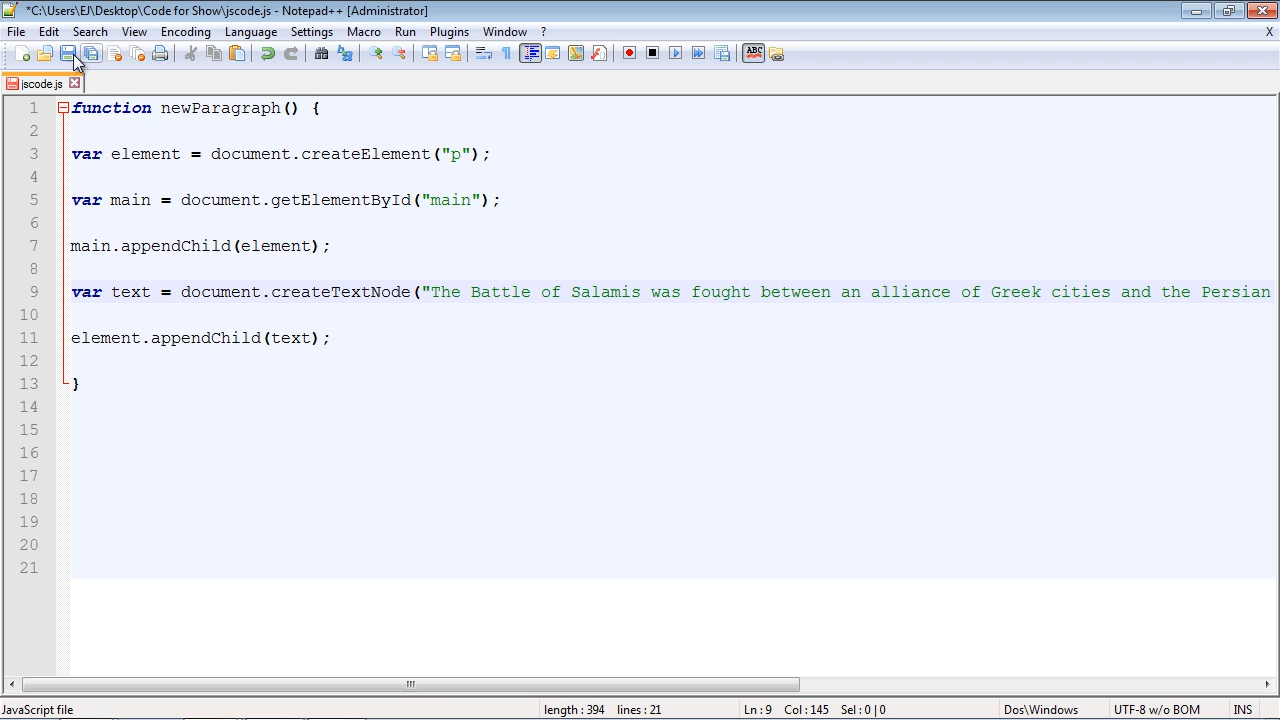 *C:\Users\EJ\Desktop\Code for Show\jscode.js - Notepad++ [Administrator]
File Edit Search View Encoding Language Settings Macro Run Plugins Window ? X
ABC
jscode.js
1 function newParagraph() {
2
3 var element = document.createElement("p");
4
5 var main = document.getElementById("main");
6
7 main.appendChild(element);
8
9 var text = document.createTextNode("The Battle of Salamis was fought between an alliance of Greek cities and the Persian
10
11 element.appendChild(text);
12
13 }
14
15
16
17
18
19
20
21
JavaScript file length : 394 lines : 21 Ln : 9 Col : 145 Sel : 0 | 0 Dos\Windows UTF-8 w/o BOM INS